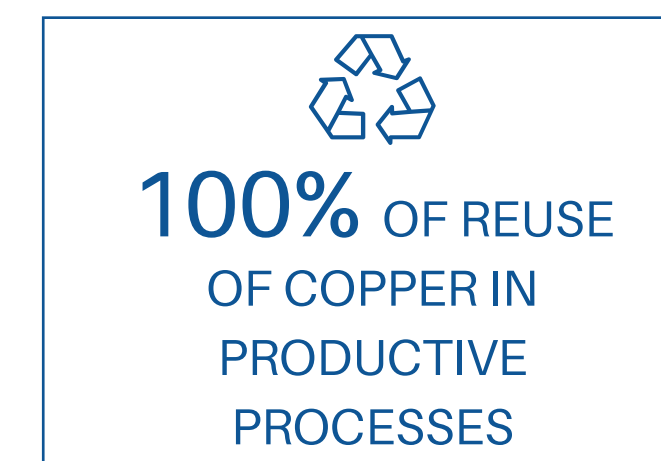 100% OF REUSE
OF COPPER IN
PRODUCTIVE
PROCESSES